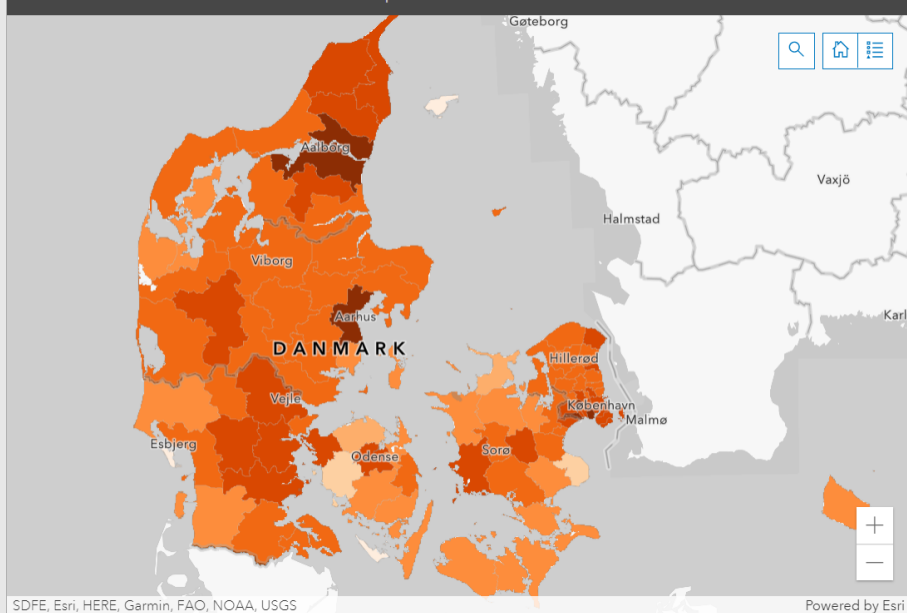 Göteborg
Aalborg
Vaxjö
Halmstad
Viborg
Karl
Aarhus
DANMARK
Hillerød
Vejle
København
Malmø
Esbjerg
Sorø
Odense
SDFE, Esri, HERE, Garmin, FAO, NOAA, USGS
Powered by Esri